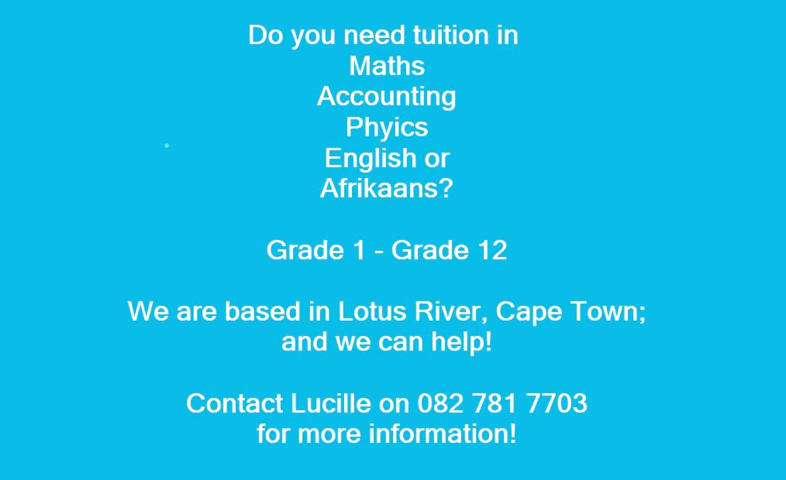 Do you need tuition in
Maths
Accounting
Phyics
English or
Afrikaans?
Grade 1 - Grade 12
We are based in Lotus River, Cape Town;
and we can help!
Contact Lucille on 082 781 7703
for more information!